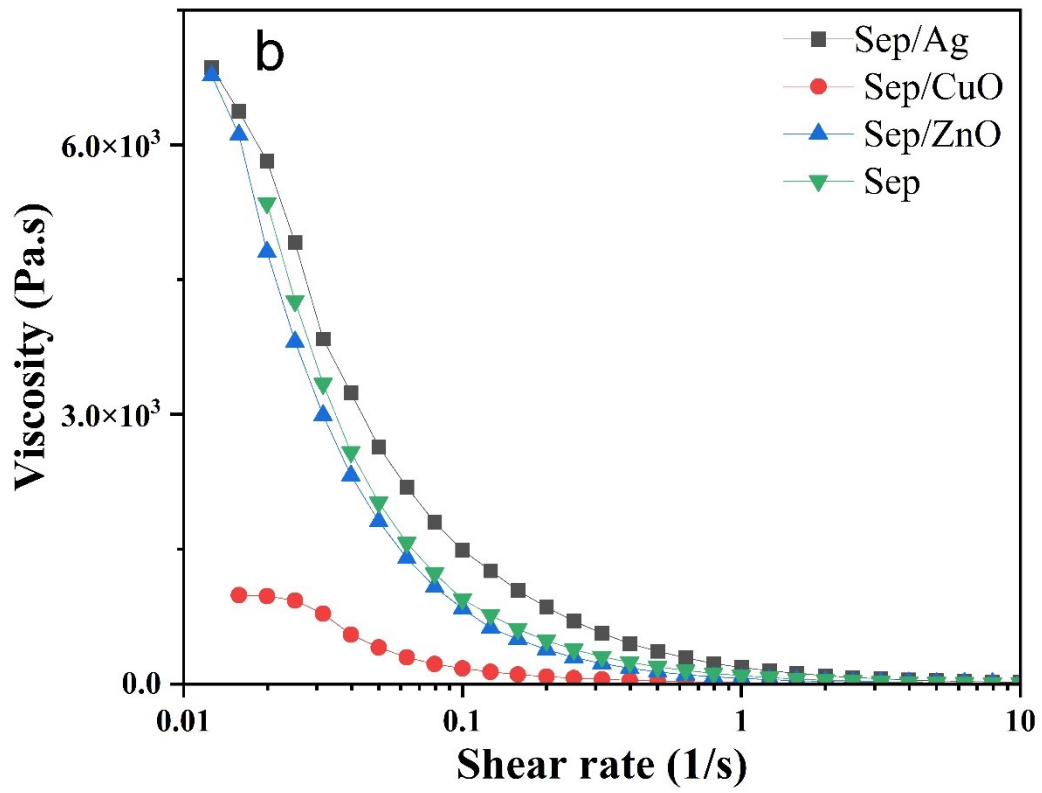 b
Sep/Ag
Sep/CuO
Sep/ZnO
Sep
Viscosity (Pa.s)
6.0×10³
3.0×10³
0.0
0.01
0.1
1
10
Shear rate (1/s)